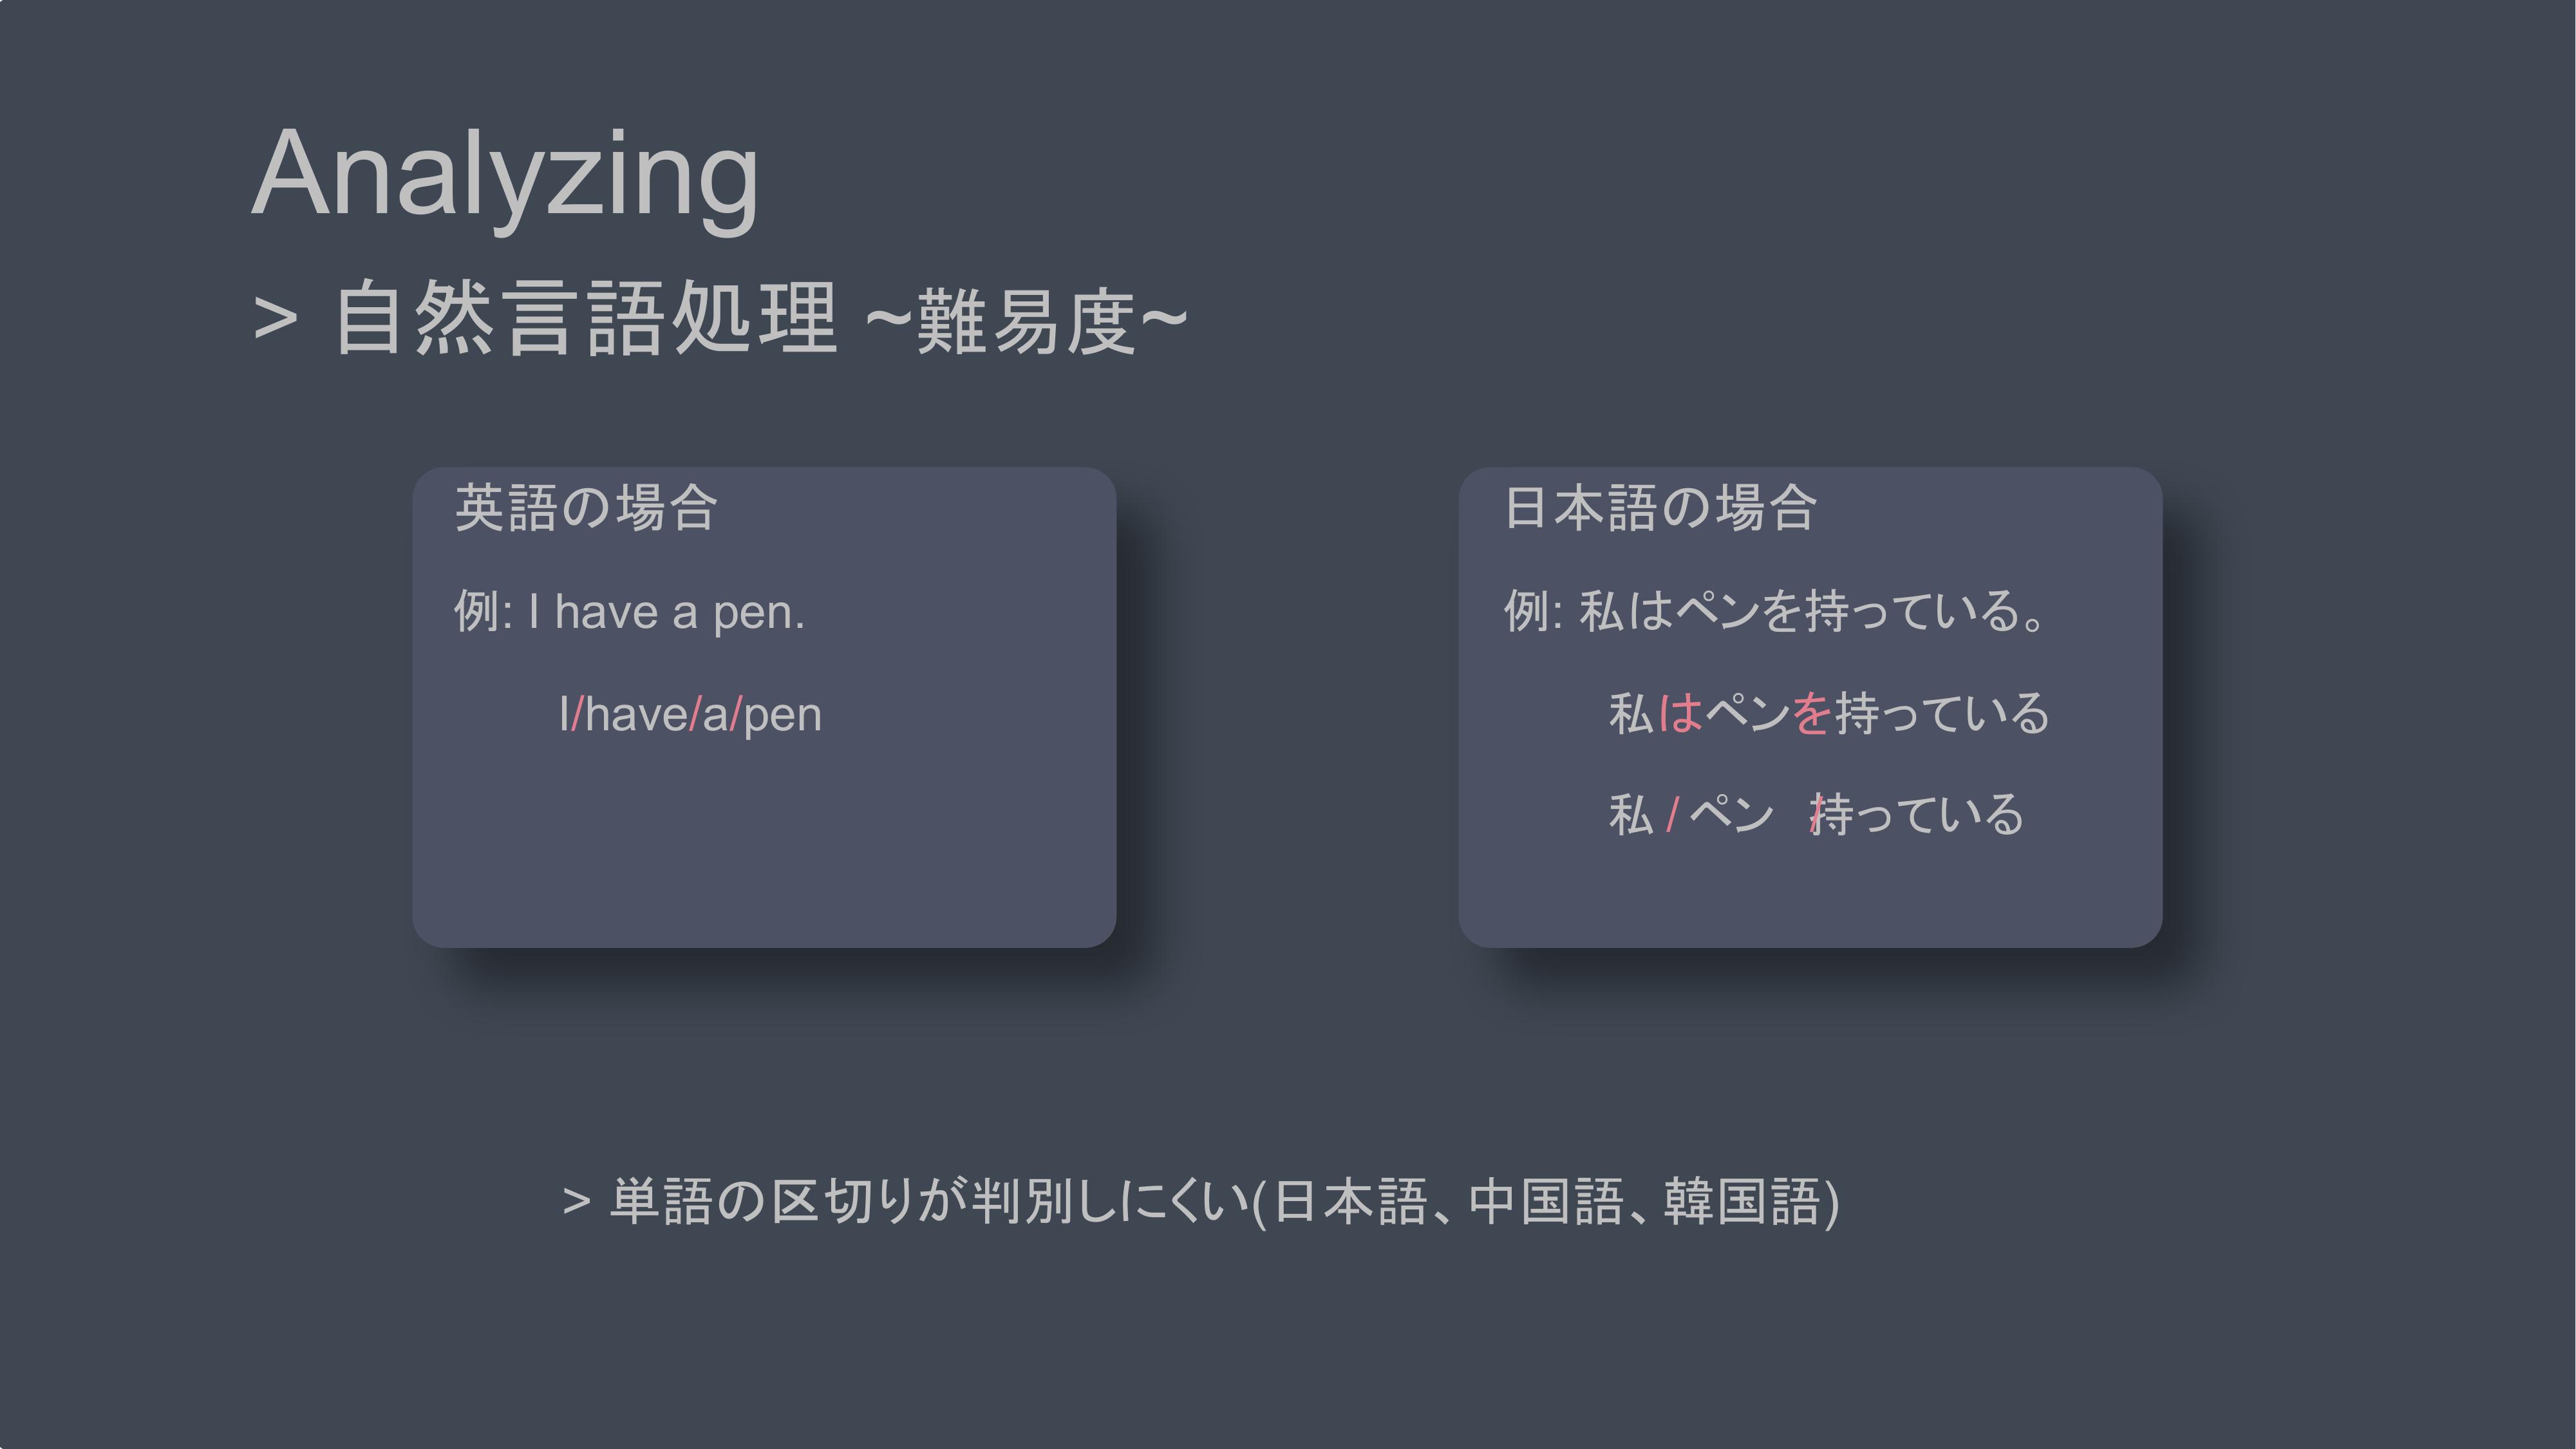 Analyzing
> 自然言語処理 ~難易度~
英語の場合
例: I have a pen.
I/have/a/pen
日本語の場合
例: 私はペンを持っている。
私はペンを持っている
私 / ペン /持っている
> 単語の区切りが判別しにくい(日本語、中国語、韓国語)